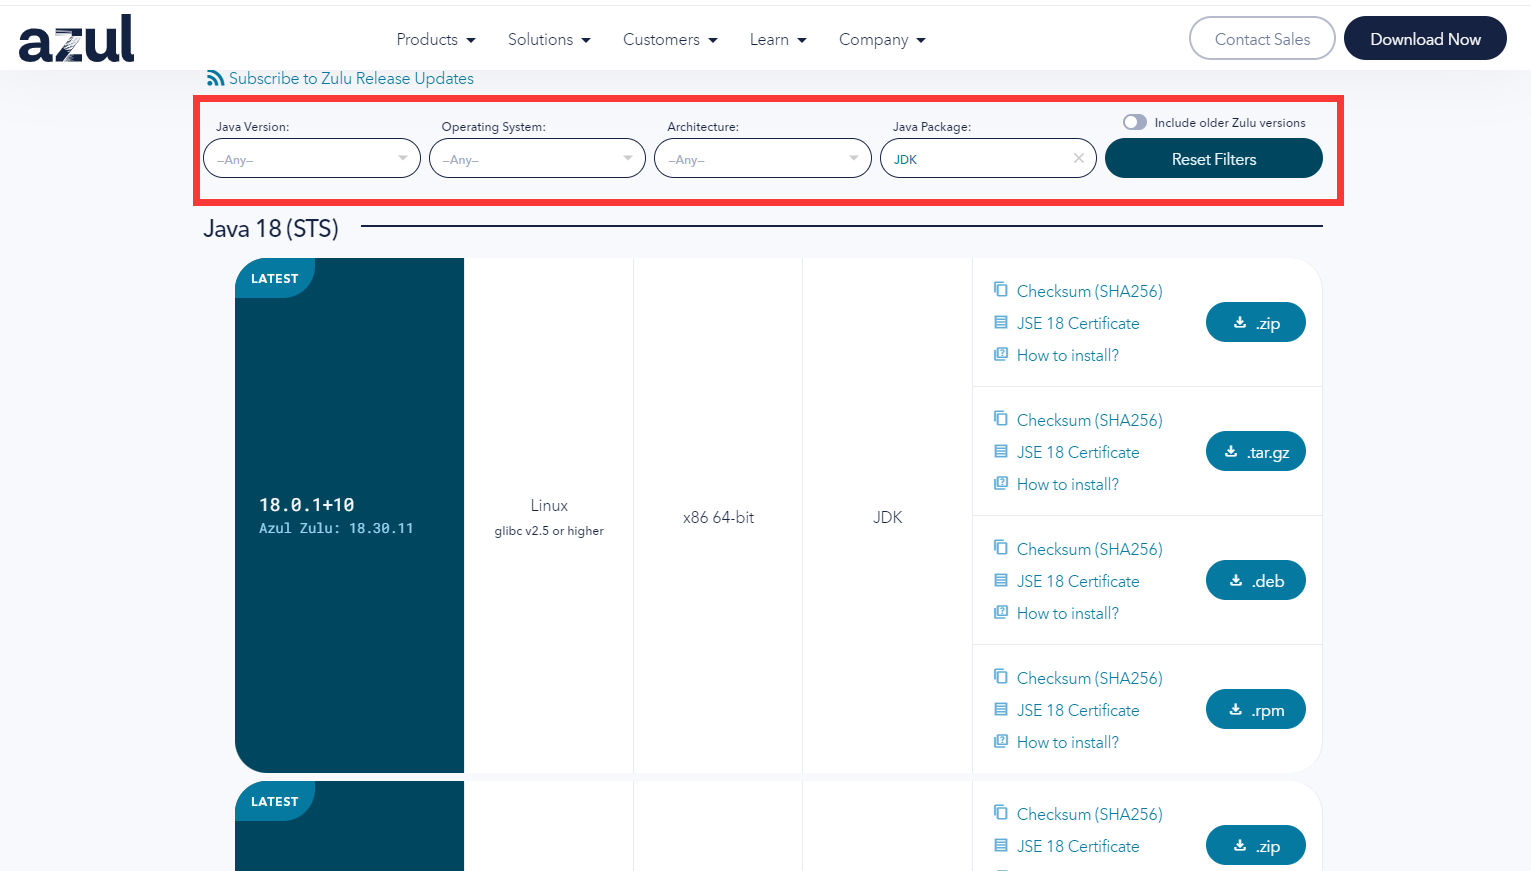 azul
Products
Solutions
Customers
Learn
Company
Contact Sales
Download Now
Subscribe to Zulu Release Updates
Java Version:
Operating System:
Architecture:
Java Package:
Include older Zulu versions
–Any–
–Any–
–Any–
JDK
Reset Filters
Java 18 (STS)
LATEST
18.0.1+10
Azul Zulu: 18.30.11
Linux
glibc v2.5 or higher
x86 64-bit
JDK
Checksum (SHA256)
JSE 18 Certificate
How to install?
.zip
Checksum (SHA256)
JSE 18 Certificate
How to install?
.tar.gz
Checksum (SHA256)
JSE 18 Certificate
How to install?
.deb
Checksum (SHA256)
JSE 18 Certificate
How to install?
.rpm
LATEST
Checksum (SHA256)
JSE 18 Certificate
.zip